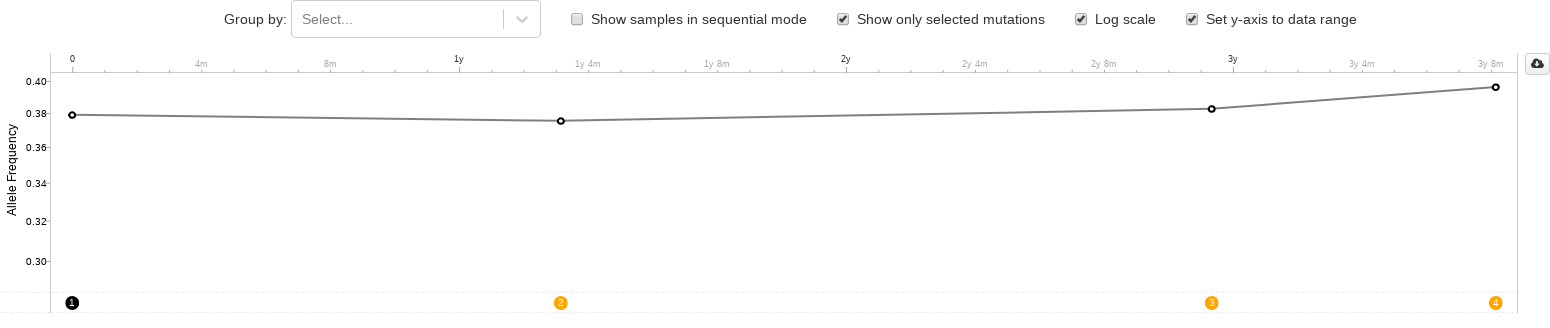 Group by: Select... Show samples in sequential mode Show only selected mutations Log scale Set y-axis to data range
0 4m 8m 1y 1y 4m 1y 8m 2y 2y 4m 2y 8m 3y 3y 4m 3y 8m
Allele Frequency
0.40
0.38
0.36
0.34
0.32
0.30
1 2 3 4